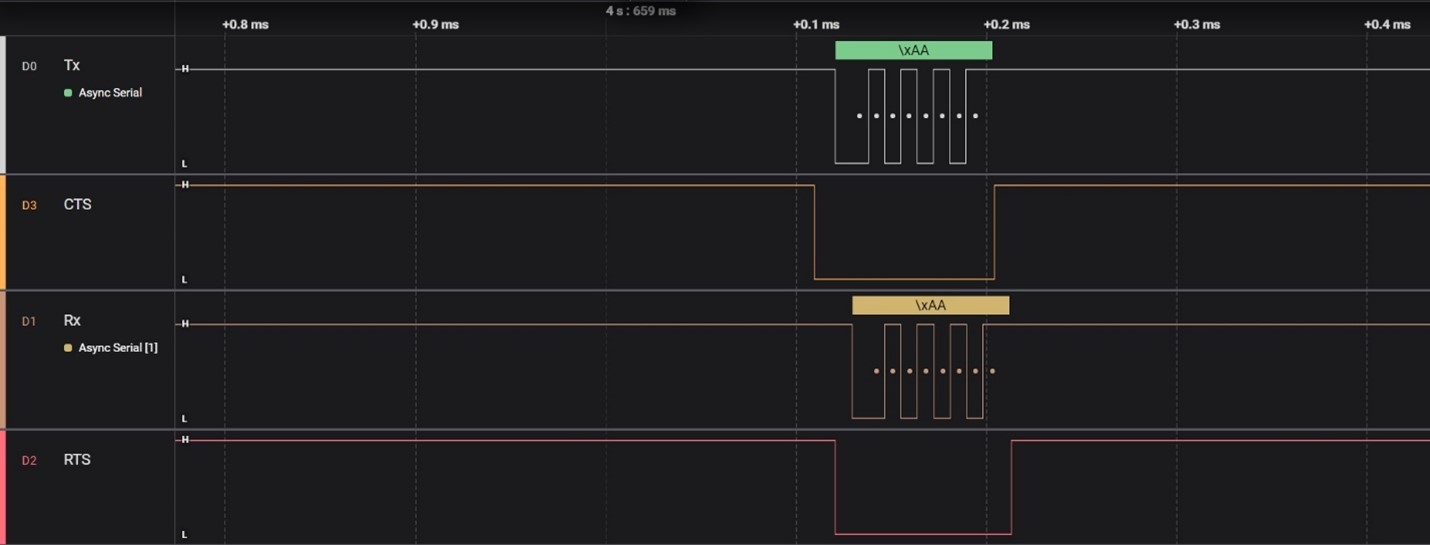 4 s : 659 ms
+0.8 ms +0.9 ms +0.1 ms +0.2 ms +0.3 ms +0.4 ms
D0 Tx H \xAA
Async Serial
L
D3 CTS H
L
D1 Rx H \xAA
Async Serial [1]
L
D2 RTS H
L